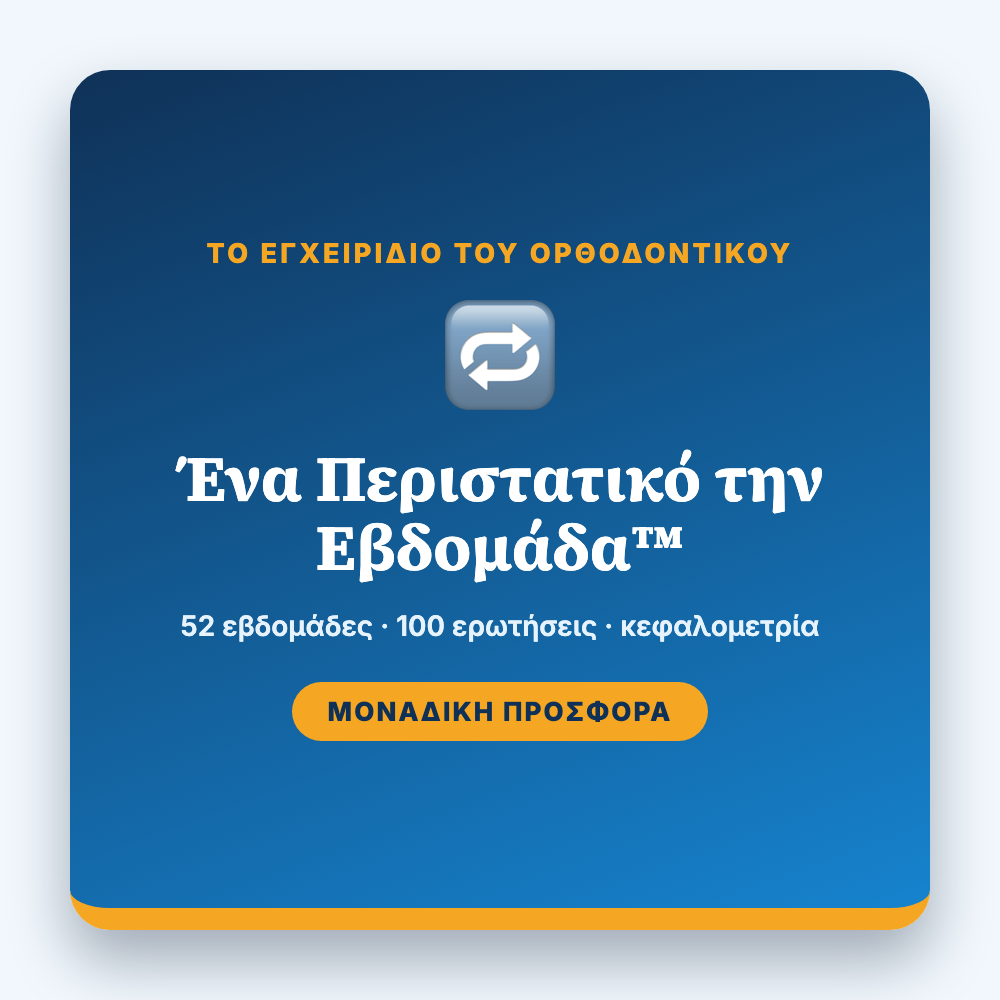 ΤΟ ΕΓΧΕΙΡΙΔΙΟ ΤΟΥ ΟΡΘΟΔΟΝΤΙΚΟΥ
Ένα Περιστατικό την
Εβδομάδα™
52 εβδομάδες · 100 ερωτήσεις · κεφαλομετρία
ΜΟΝΑΔΙΚΗ ΠΡΟΣΦΟΡΑ